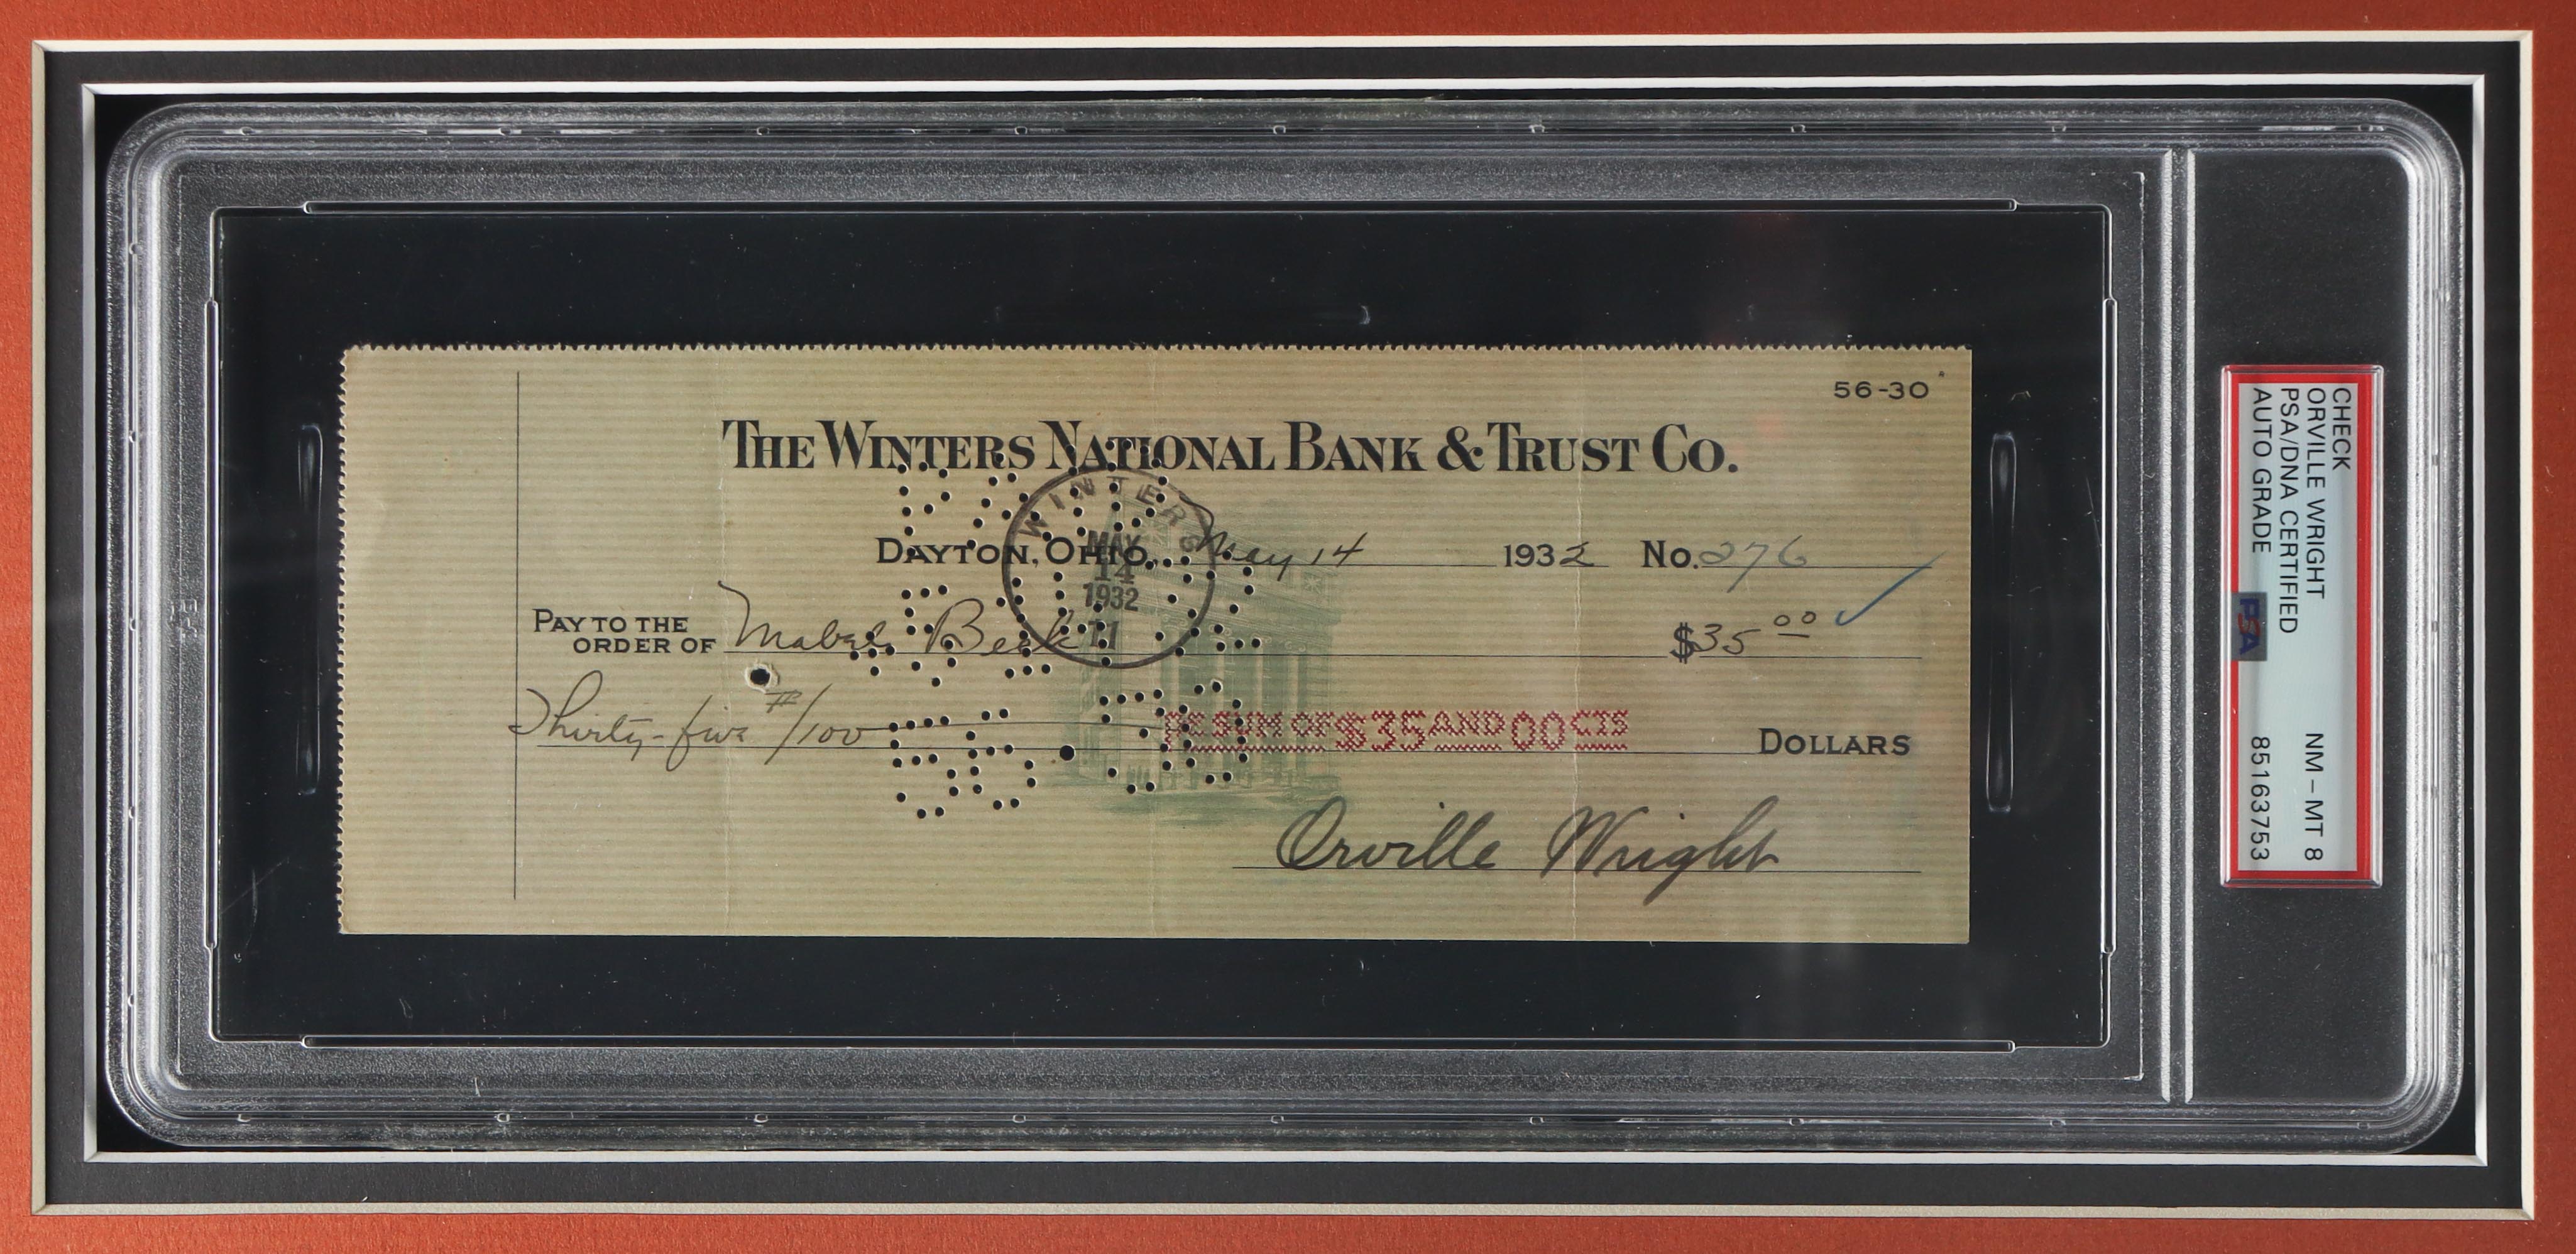 56-30
THE WINTERS NATIONAL BANK & TRUST CO.
DAYTON, OHIO, May 14 1932 No. 276
WINTERS
MAY
14
1932
11
PAY TO THE
ORDER OF Mabel Beck $35 00
Thirty-five /100 SUM OF $35 AND 00 CTS DOLLARS
Orville Wright
CHECK
ORVILLE WRIGHT NM-MT 8
PSA/DNA CERTIFIED
AUTO GRADE 85163753
PSA